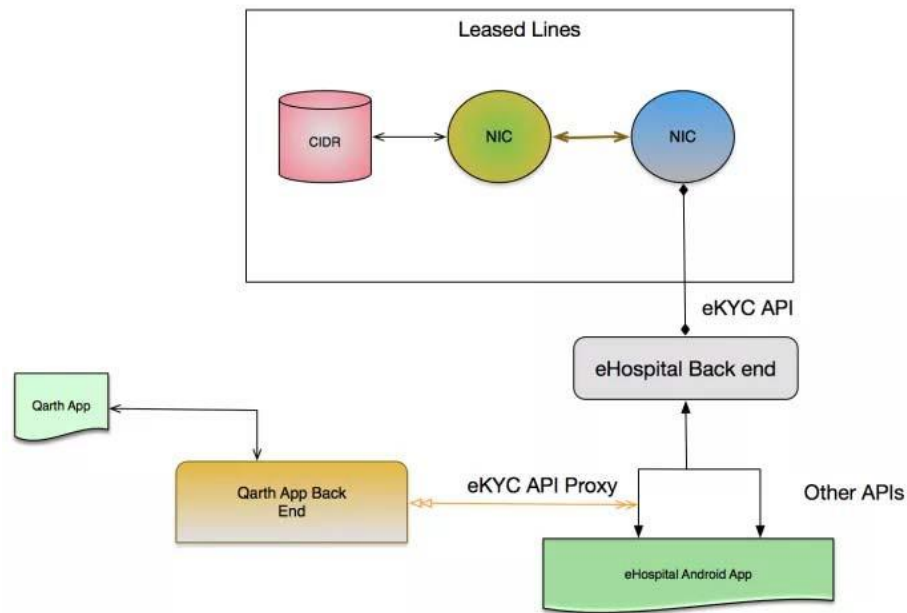 Leased Lines
CIDR
NIC
NIC
eKYC API
eHospital Back end
Qarth App
Qarth App Back
End
eKYC API Proxy
Other APIs
eHospital Android App